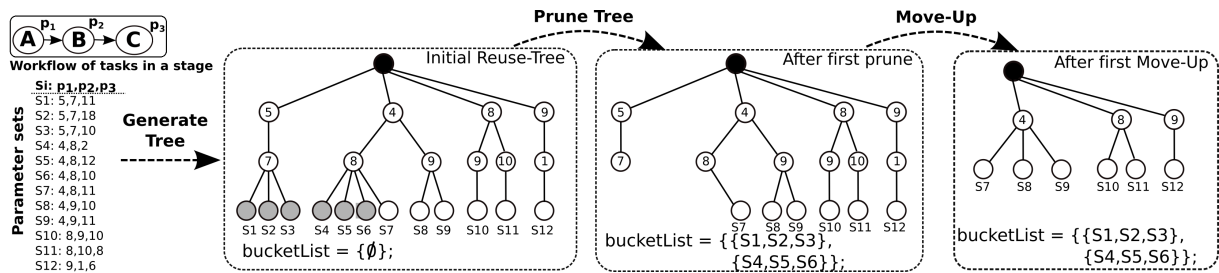 p1 p2 p3
A B C
Workflow of tasks in a stage
Parameter sets
Si: p1,p2,p3
S1: 5,7,11
S2: 5,7,18
S3: 5,7,10
S4: 4,8,2
S5: 4,8,12
S6: 4,8,10
S7: 4,8,11
S8: 4,9,10
S9: 4,9,11
S10: 8,9,10
S11: 8,10,8
S12: 9,1,6
Generate
Tree
Initial Reuse-Tree
5 4 8 9
7 8 9 9 10 1
S1 S2 S3 S4 S5 S6 S7 S8 S9 S10 S11 S12
bucketList = {∅};
Prune Tree
After first prune
5 4 8 9
7 8 9 9 10 1
S7 S8 S9 S10 S11 S12
bucketList = {{S1,S2,S3},
{S4,S5,S6}};
Move-Up
After first Move-Up
4 8 9
S7 S8 S9 S10 S11 S12
bucketList = {{S1,S2,S3},
{S4,S5,S6}};